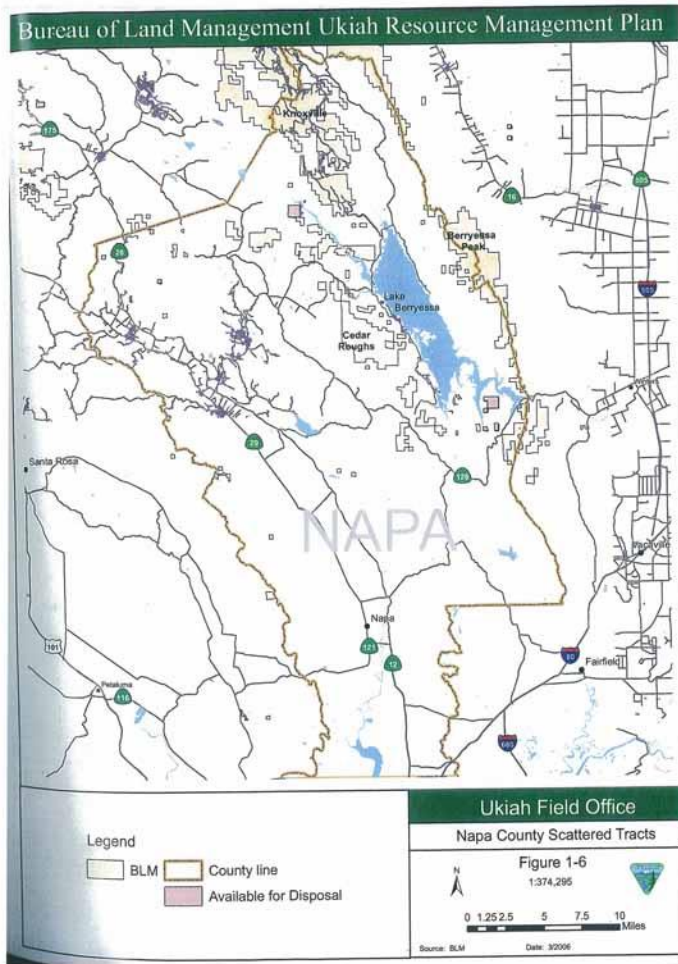 Bureau of Land Management Ukiah Resource Management Plan
175
Knoxville
16
505
Berryessa
Peak
29
505
Lake
Berryessa
Cedar
Roughs
Winters
29
Santa Rosa
NAPA
Vacaville
Napa
101
121
12
80
Fairfield
Petaluma
116
680
Legend
BLM
County line
Available for Disposal
Ukiah Field Office
Napa County Scattered Tracts
Figure 1-6
1:374,295
N
0 1.25 2.5 5 7.5 10
Miles
Source: BLM
Date: 3/2006